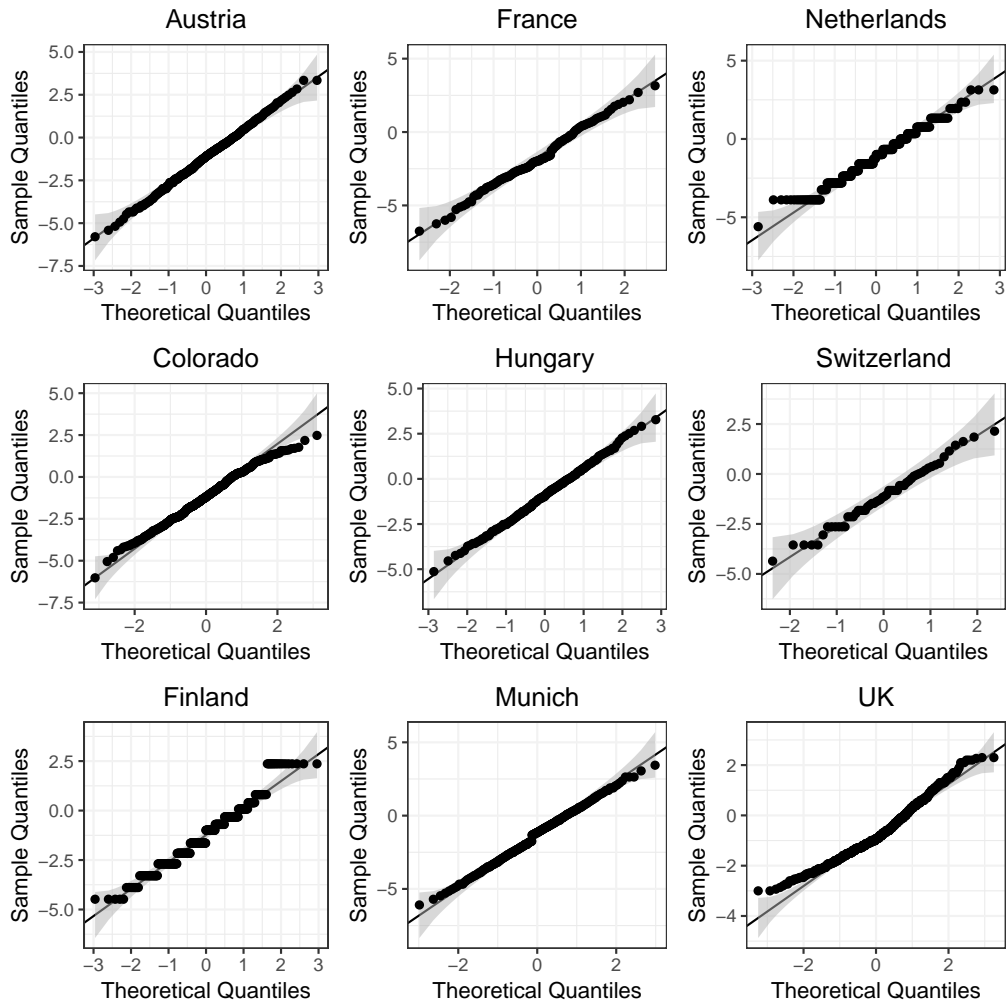 Austria
France
Netherlands
5.0
2.5
0.0
−2.5
−5.0
−7.5
Sample Quantiles
−3 −2 −1 0 1 2 3
Theoretical Quantiles
5
0
−5
Sample Quantiles
−2 −1 0 1 2
Theoretical Quantiles
5
0
−5
Sample Quantiles
−3 −2 −1 0 1 2 3
Theoretical Quantiles
Colorado
Hungary
Switzerland
5.0
2.5
0.0
−2.5
−5.0
−7.5
Sample Quantiles
−2 0 2
Theoretical Quantiles
5.0
2.5
0.0
−2.5
−5.0
Sample Quantiles
−3 −2 −1 0 1 2 3
Theoretical Quantiles
2.5
0.0
−2.5
−5.0
Sample Quantiles
−2 −1 0 1 2
Theoretical Quantiles
Finland
Munich
UK
2.5
0.0
−2.5
−5.0
Sample Quantiles
−3 −2 −1 0 1 2 3
Theoretical Quantiles
5
0
−5
Sample Quantiles
−2 0 2
Theoretical Quantiles
2
0
−2
−4
Sample Quantiles
−2 0 2
Theoretical Quantiles